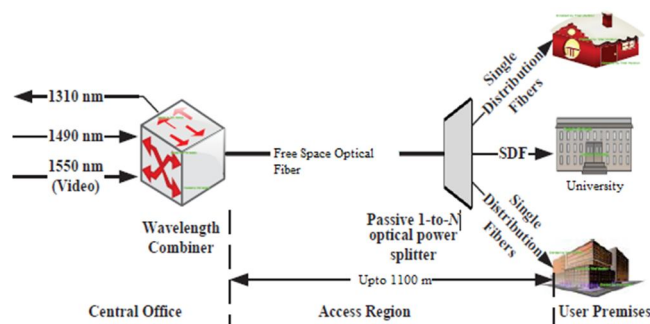 1310 nm
1490 nm
1550 nm
(Video)
Wavelength
Combiner
Free Space Optical
Fiber
Passive 1-to-N
optical power
splitter
Single
Distribution
Fibers
SDF
University
Single
Distribution
Fibers
Upto 1100 m
Central Office
Access Region
User Premises